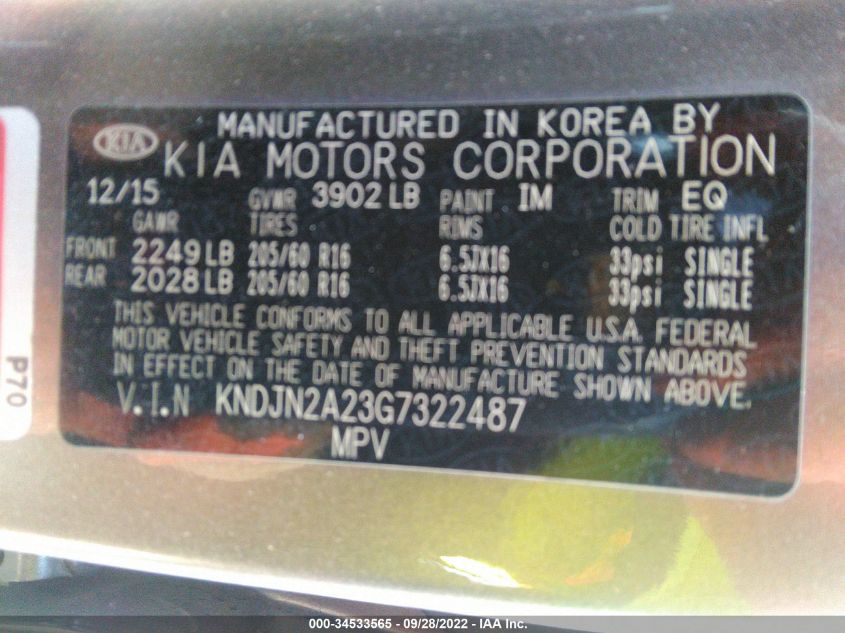 MANUFACTURED IN KOREA BY
KIA KIA MOTORS CORPORATION
12/15 GVWR 3902 LB PAINT IM TRIM EQ
GAWR TIRES RIMS COLD TIRE INFL
FRONT 2249 LB 205/60 R16 6.5JX16 33psi SINGLE
REAR 2028 LB 205/60 R16 6.5JX16 33psi SINGLE
THIS VEHICLE CONFORMS TO ALL APPLICABLE U.S.A. FEDERAL
MOTOR VEHICLE SAFETY AND THEFT PREVENTION STANDARDS
IN EFFECT ON THE DATE OF MANUFACTURE SHOWN ABOVE.
V.I.N KNDJN2A23G7322487
MPV
P70
000-34533565 - 09/28/2022 - IAA Inc.